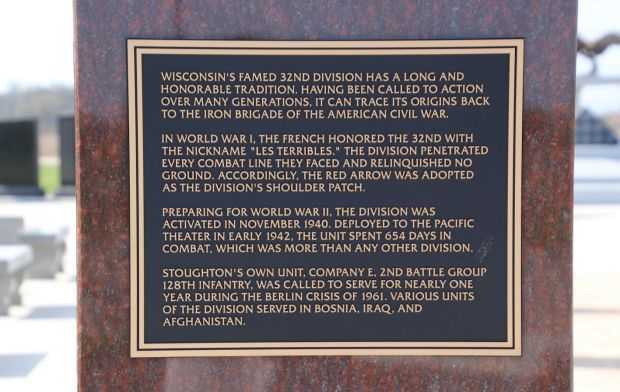 WISCONSIN'S FAMED 32ND DIVISION HAS A LONG AND
HONORABLE TRADITION. HAVING BEEN CALLED TO ACTION
OVER MANY GENERATIONS, IT CAN TRACE ITS ORIGINS BACK
TO THE IRON BRIGADE OF THE AMERICAN CIVIL WAR.
IN WORLD WAR I, THE FRENCH HONORED THE 32ND WITH
THE NICKNAME "LES TERRIBLES." THE DIVISION PENETRATED
EVERY COMBAT LINE THEY FACED AND RELINQUISHED NO
GROUND. ACCORDINGLY, THE RED ARROW WAS ADOPTED
AS THE DIVISION'S SHOULDER PATCH.
PREPARING FOR WORLD WAR II, THE DIVISION WAS
ACTIVATED IN NOVEMBER 1940. DEPLOYED TO THE PACIFIC
THEATER IN EARLY 1942, THE UNIT SPENT 654 DAYS IN
COMBAT, WHICH WAS MORE THAN ANY OTHER DIVISION.
STOUGHTON'S OWN UNIT, COMPANY E, 2ND BATTLE GROUP
128TH INFANTRY, WAS CALLED TO SERVE FOR NEARLY ONE
YEAR DURING THE BERLIN CRISIS OF 1961. VARIOUS UNITS
OF THE DIVISION SERVED IN BOSNIA, IRAQ, AND
AFGHANISTAN.